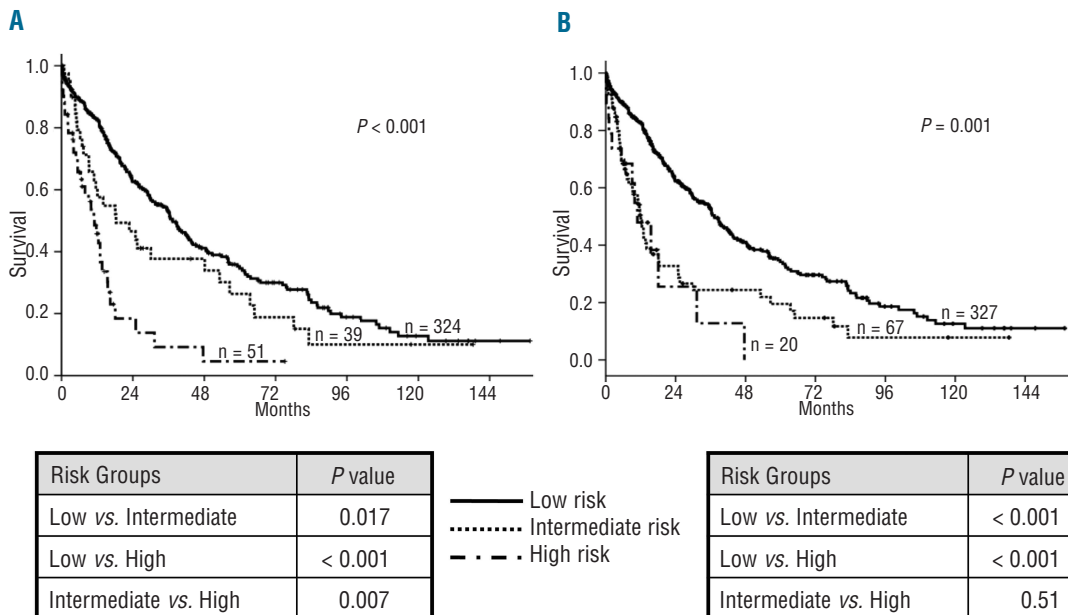 A
Survival
1.0
0.8
0.6
0.4
0.2
0.0
P < 0.001
n = 324
n = 39
n = 51
0 24 48 72 96 120 144
Months
B
Survival
1.0
0.8
0.6
0.4
0.2
0.0
P = 0.001
n = 327
n = 67
n = 20
0 24 48 72 96 120 144
Months
Risk Groups P value
Low vs. Intermediate 0.017
Low vs. High < 0.001
Intermediate vs. High 0.007
Low risk
Intermediate risk
High risk
Risk Groups P value
Low vs. Intermediate < 0.001
Low vs. High < 0.001
Intermediate vs. High 0.51